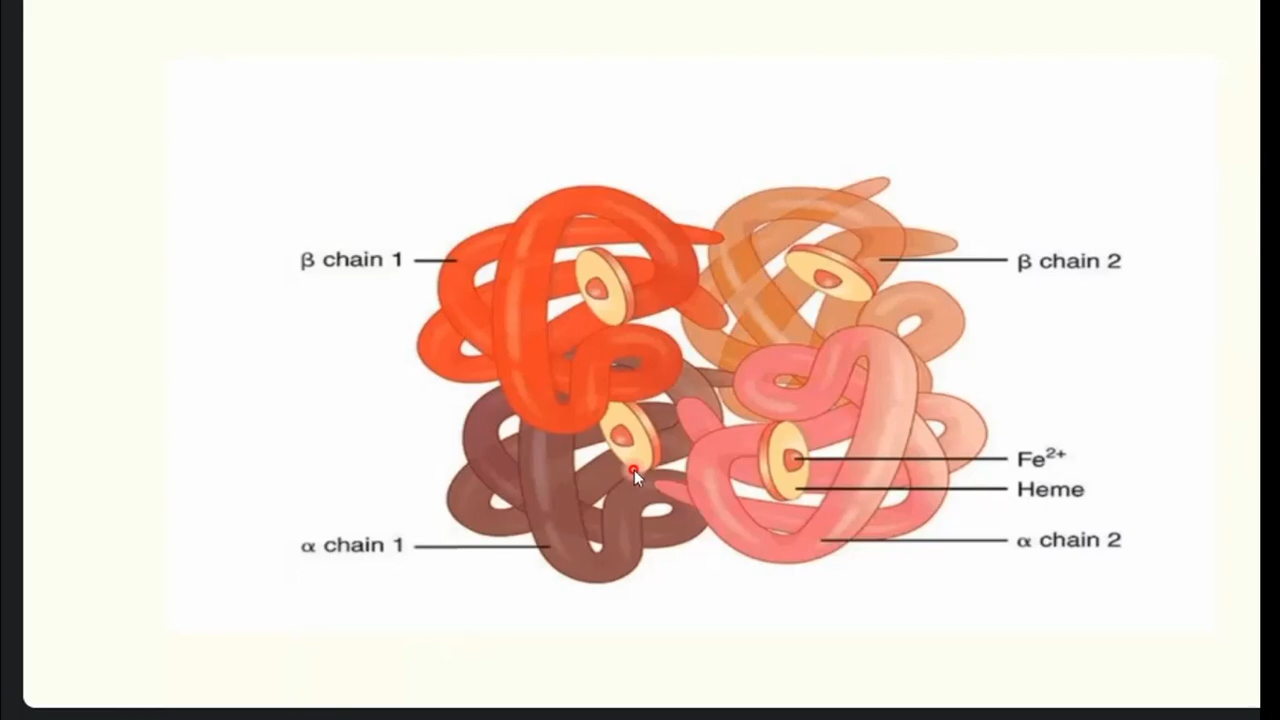 β chain 1
β chain 2
Fe²⁺
Heme
α chain 1
α chain 2